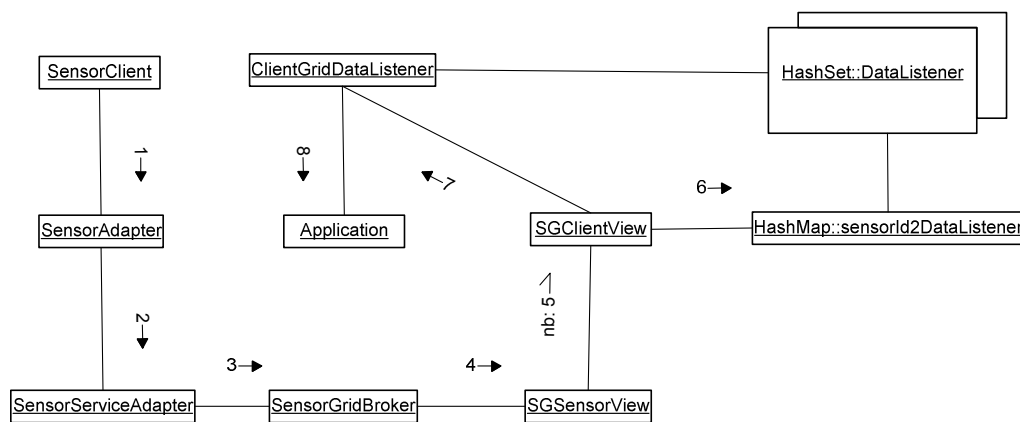 SensorClient
ClientGridDataListener
HashSet::DataListener
1
8
7
6
SensorAdapter
Application
SGClientView
HashMap::sensorId2DataListener
2
nb: 5
3
4
SensorServiceAdapter
SensorGridBroker
SGSensorView